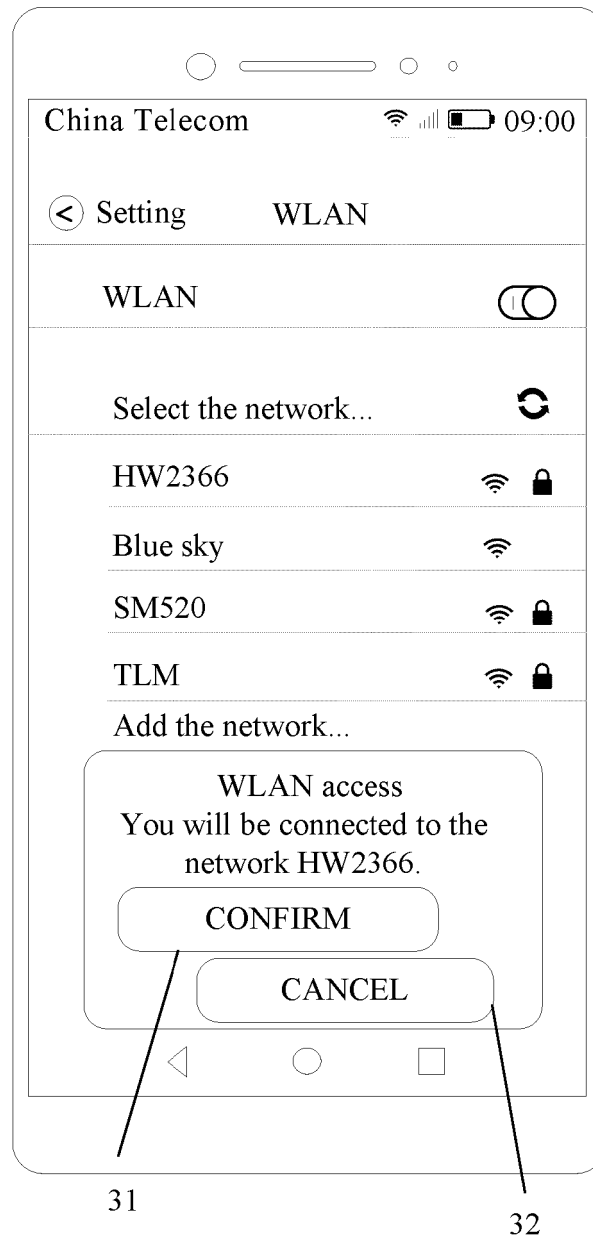 China Telecom 09:00
Setting WLAN
WLAN
Select the network...
HW2366
Blue sky
SM520
TLM
Add the network...
WLAN access
You will be connected to the
network HW2366.
CONFIRM
CANCEL
31
32